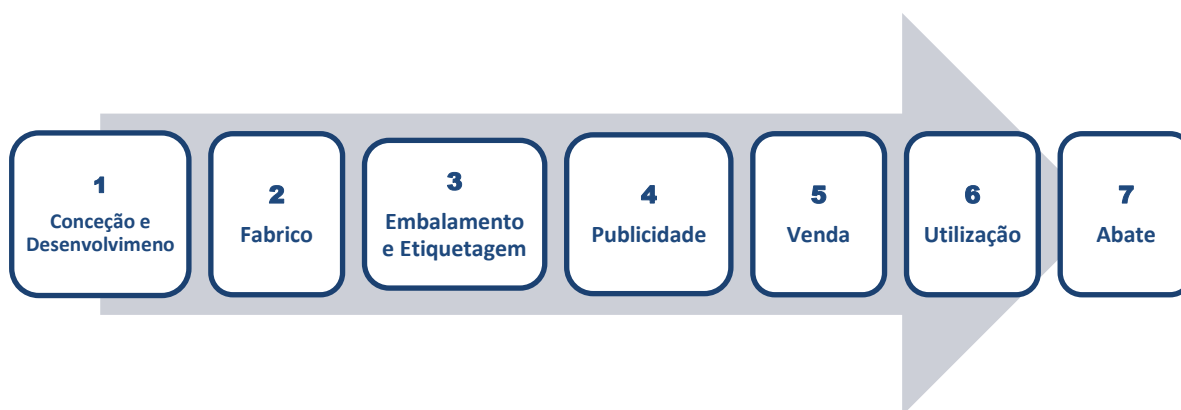 1
Conceção e
Desenvolvimeno
2
Fabrico
3
Embalamento
e Etiquetagem
4
Publicidade
5
Venda
6
Utilização
7
Abate